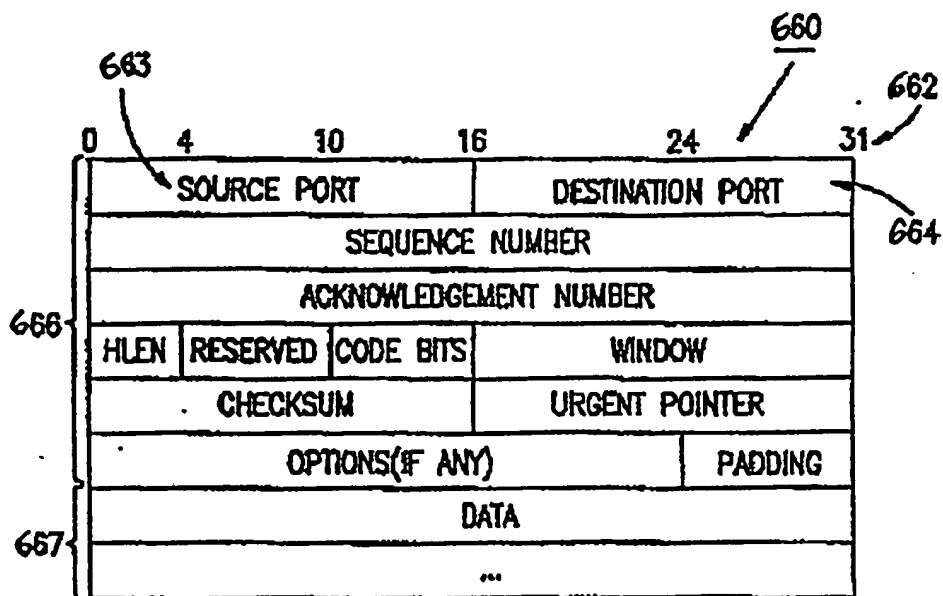 660
663
662
0 4 10 16 24 31
SOURCE PORT DESTINATION PORT
664
SEQUENCE NUMBER
ACKNOWLEDGEMENT NUMBER
666
HLEN RESERVED CODE BITS WINDOW
CHECKSUM URGENT POINTER
OPTIONS(IF ANY) PADDING
DATA
667
...